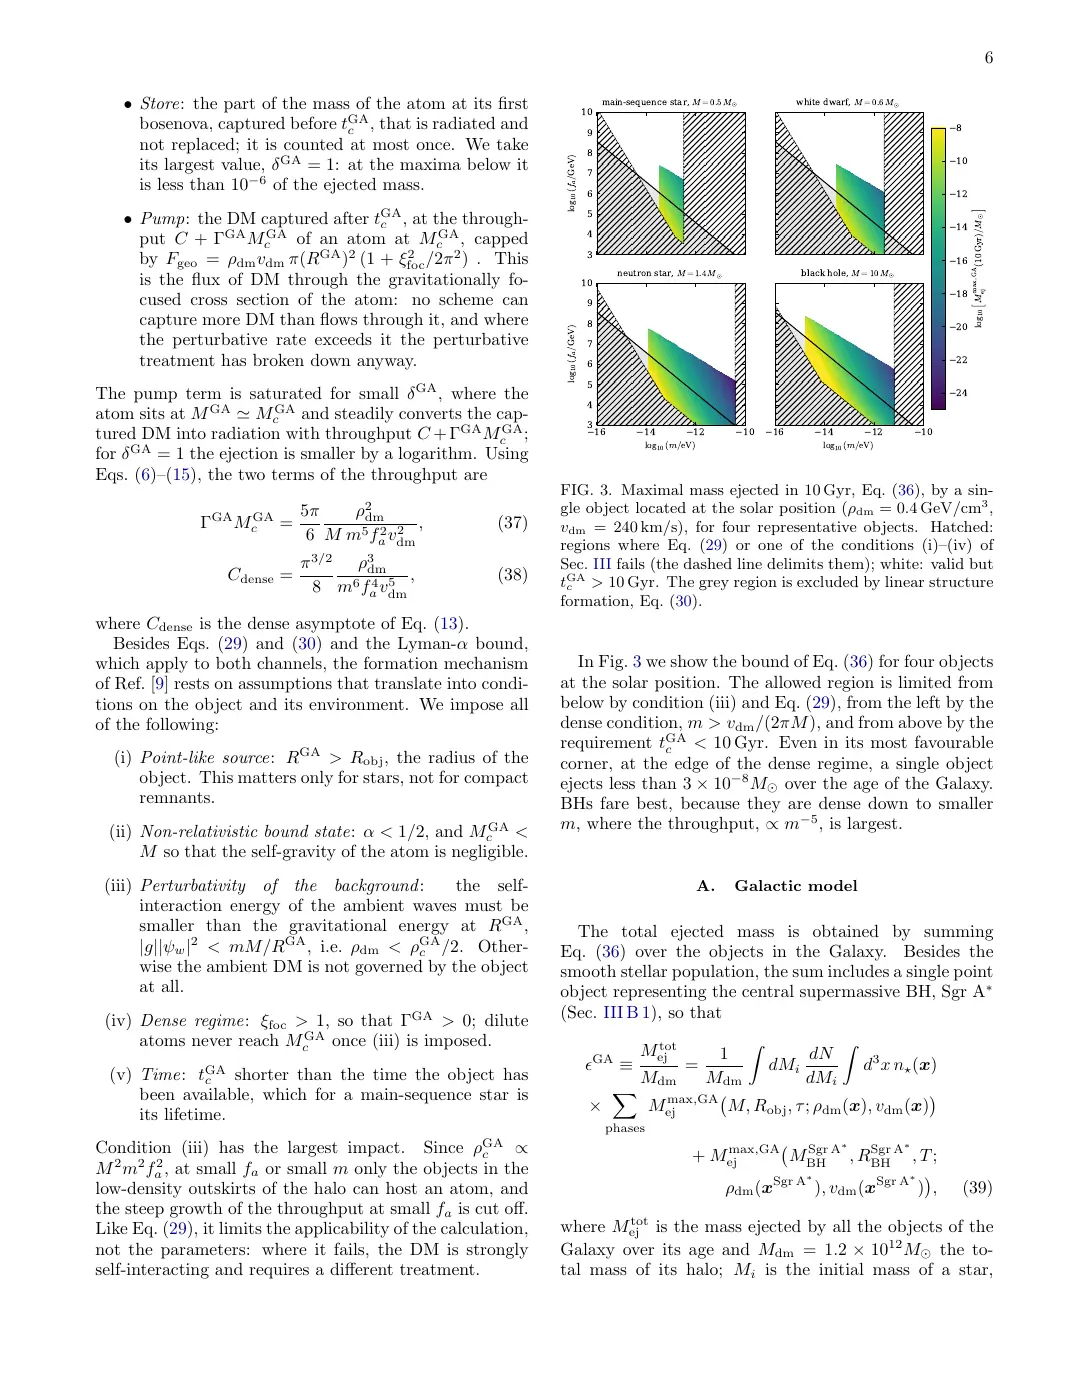 6
• Store: the part of the mass of the atom at its first
bosenova, captured before t_c^GA, that is radiated and
not replaced; it is counted at most once. We take
its largest value, δ^GA = 1: at the maxima below it
is less than 10^−6 of the ejected mass.
• Pump: the DM captured after t_c^GA, at the through-
put C + Γ^GA M_c^GA of an atom at M_c^GA, capped
by F_geo = ρ_dm v_dm π(R^GA)^2 (1 + ξ_foc^2/2π^2) . This
is the flux of DM through the gravitationally fo-
cused cross section of the atom: no scheme can
capture more DM than flows through it, and where
the perturbative rate exceeds it the perturbative
treatment has broken down anyway.
The pump term is saturated for small δ^GA, where the
atom sits at M^GA ≃ M_c^GA and steadily converts the cap-
tured DM into radiation with throughput C+Γ^GA M_c^GA;
for δ^GA = 1 the ejection is smaller by a logarithm. Using
Eqs. (6)–(15), the two terms of the throughput are
Γ^GA M_c^GA = 5π/6 ρ_dm^2/(M m^5 f_a^2 v_dm^2), (37)
C_dense = π^3/2/8 ρ_dm^3/(m^6 f_a^4 v_dm^5), (38)
where C_dense is the dense asymptote of Eq. (13).
Besides Eqs. (29) and (30) and the Lyman-α bound,
which apply to both channels, the formation mechanism
of Ref. [9] rests on assumptions that translate into condi-
tions on the object and its environment. We impose all
of the following:
(i) Point-like source: R^GA > R_obj, the radius of the
object. This matters only for stars, not for compact
remnants.
(ii) Non-relativistic bound state: α < 1/2, and M_c^GA <
M so that the self-gravity of the atom is negligible.
(iii) Perturbativity of the background: the self-
interaction energy of the ambient waves must be
smaller than the gravitational energy at R^GA,
|g||ψ_w|^2 < mM/R^GA, i.e. ρ_dm < ρ_c^GA/2. Other-
wise the ambient DM is not governed by the object
at all.
(iv) Dense regime: ξ_foc > 1, so that Γ^GA > 0; dilute
atoms never reach M_c^GA once (iii) is imposed.
(v) Time: t_c^GA shorter than the time the object has
been available, which for a main-sequence star is
its lifetime.
Condition (iii) has the largest impact. Since ρ_c^GA ∝
M^2m^2f_a^2, at small f_a or small m only the objects in the
low-density outskirts of the halo can host an atom, and
the steep growth of the throughput at small f_a is cut off.
Like Eq. (29), it limits the applicability of the calculation,
not the parameters: where it fails, the DM is strongly
self-interacting and requires a different treatment.
main-sequence star, M = 0.5 M⊙
white dwarf, M = 0.6 M⊙
10
9
8
7
6
5
4
3
log10 (fa/GeV)
neutron star, M = 1.4 M⊙
black hole, M = 10 M⊙
10
9
8
7
6
5
4
3
log10 (fa/GeV)
−16 −14 −12 −10 −16 −14 −12 −10
log10 (m/eV)
log10 (m/eV)
−8
−10
−12
−14
−16
−18
−20
−22
−24
log10 [M_ej^max,GA(10 Gyr)/M⊙]
FIG. 3. Maximal mass ejected in 10 Gyr, Eq. (36), by a sin-
gle object located at the solar position (ρ_dm = 0.4 GeV/cm^3,
v_dm = 240 km/s), for four representative objects. Hatched:
regions where Eq. (29) or one of the conditions (i)–(iv) of
Sec. III fails (the dashed line delimits them); white: valid but
t_c^GA > 10 Gyr. The grey region is excluded by linear structure
formation, Eq. (30).
In Fig. 3 we show the bound of Eq. (36) for four objects
at the solar position. The allowed region is limited from
below by condition (iii) and Eq. (29), from the left by the
dense condition, m > v_dm/(2πM), and from above by the
requirement t_c^GA < 10 Gyr. Even in its most favourable
corner, at the edge of the dense regime, a single object
ejects less than 3 × 10^−8 M⊙ over the age of the Galaxy.
BHs fare best, because they are dense down to smaller
m, where the throughput, ∝ m^−5, is largest.
A. Galactic model
The total ejected mass is obtained by summing
Eq. (36) over the objects in the Galaxy. Besides the
smooth stellar population, the sum includes a single point
object representing the central supermassive BH, Sgr A*
(Sec. III B 1), so that
ϵ^GA ≡ M_ej^tot/M_dm = 1/M_dm ∫ dM_i dN/dM_i ∫ d^3x n_⋆(x)
× ∑_phases M_ej^max,GA(M, R_obj, τ; ρ_dm(x), v_dm(x))
+ M_ej^max,GA(M_BH^Sgr A*, R_BH^Sgr A*, T;
ρ_dm(x^Sgr A*), v_dm(x^Sgr A*)), (39)
where M_ej^tot is the mass ejected by all the objects of the
Galaxy over its age and M_dm = 1.2 × 10^12 M⊙ the to-
tal mass of its halo; M_i is the initial mass of a star,